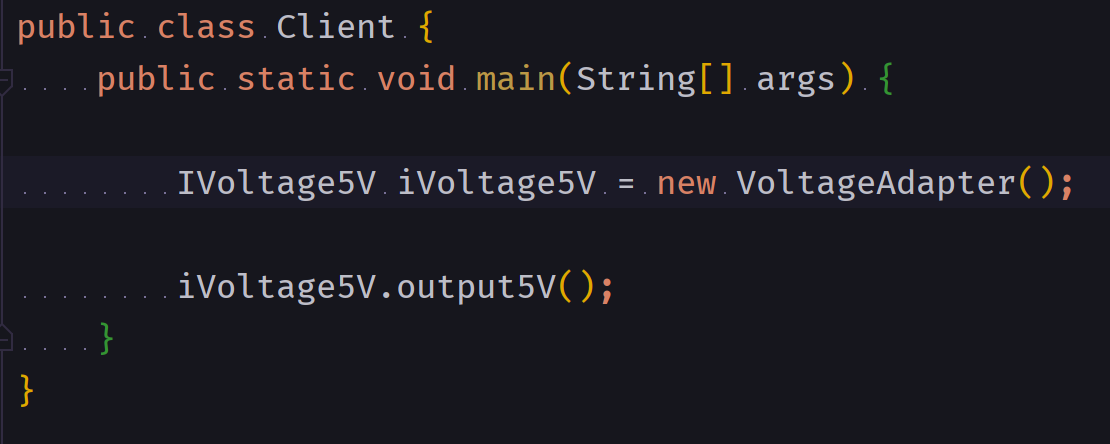 public class Client {
    public static void main(String[] args) {
        IVoltage5V iVoltage5V = new VoltageAdapter();
        iVoltage5V.output5V();
    }
}